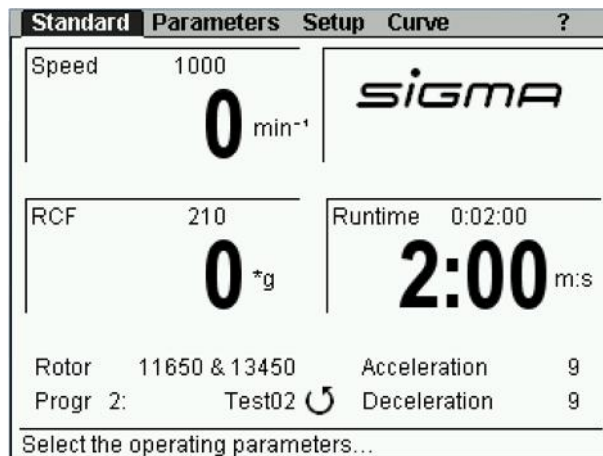 Standard Parameters Setup Curve ?
Speed 1000
0 min⁻¹
sigma
RCF 210
0 *g
Runtime 0:02:00
2:00 m:s
Rotor 11650 & 13450 Acceleration 9
Progr 2: Test02 Deceleration 9
Select the operating parameters...